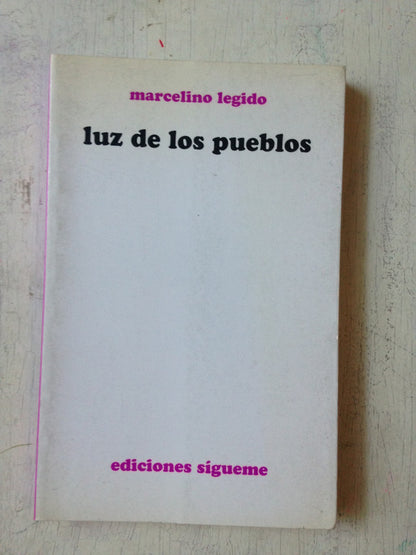 marcelino legido
luz de los pueblos
ediciones sígueme